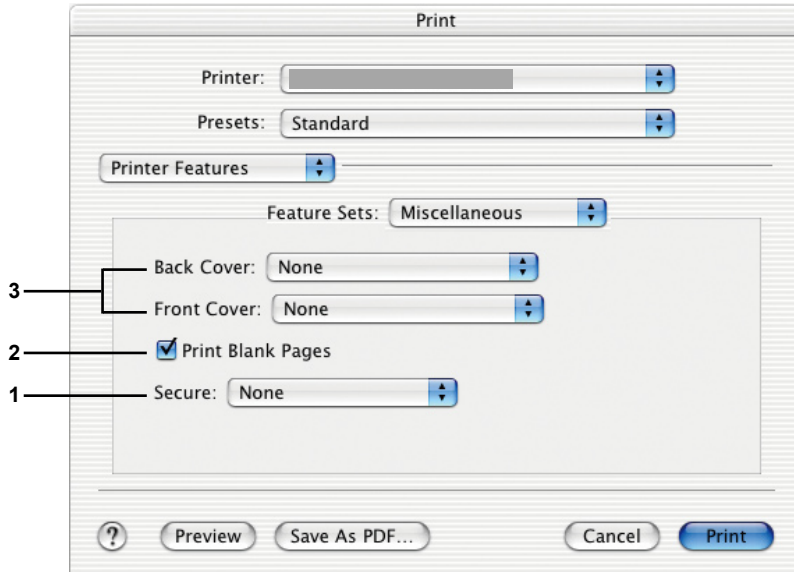 Print
Printer:
Presets: Standard
Printer Features
Feature Sets: Miscellaneous
Back Cover: None
3
Front Cover: None
2 Print Blank Pages
1 Secure: None
? Preview Save As PDF... Cancel Print